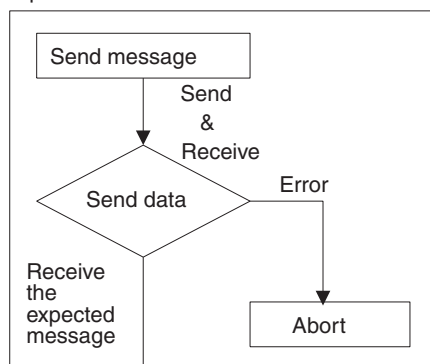 Send message
Send
&
Receive
Send data
Error
Receive
the
expected
message
Abort